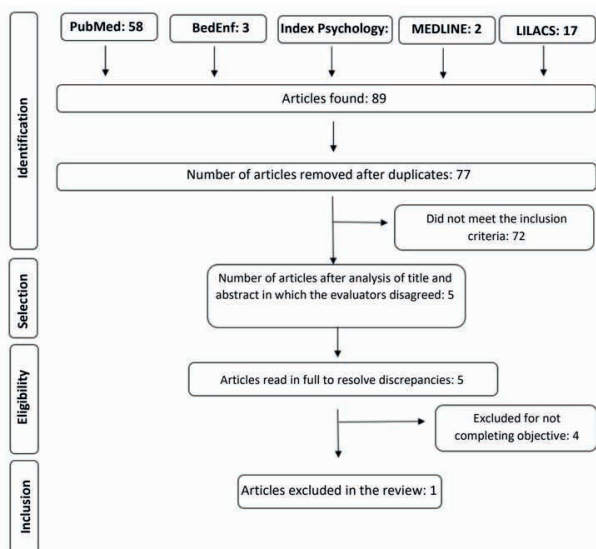 PubMed: 58
BedEnf: 3
Index Psychology:
MEDLINE: 2
LILACS: 17
Identification
Articles found: 89
Number of articles removed after duplicates: 77
Did not meet the inclusion
criteria: 72
Selection
Number of articles after analysis of title and
abstract in which the evaluators disagreed: 5
Eligibility
Articles read in full to resolve discrepancies: 5
Excluded for not
completing objective: 4
Inclusion
Articles excluded in the review: 1